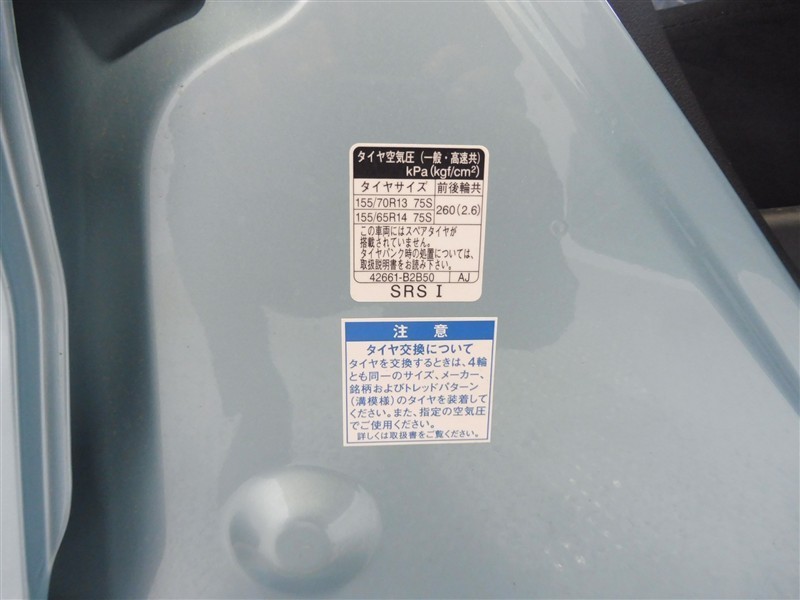 タイヤ空気圧(一般・高速共)
kPa(kgf/cm²)
タイヤサイズ 前後輪共
155/70R13 75S
260(2.6)
155/65R14 75S
この車両にはスペアタイヤが
搭載されていません。
タイヤパンク時の処置については、
取扱説明書をお読み下さい。
42661-B2B50 AJ
SRS I
注 意
タイヤ交換について
タイヤを交換するときは、4輪
とも同一のサイズ、メーカー、
銘柄およびトレッドパターン
(溝模様)のタイヤを装着して
ください。また、指定の空気圧
でご使用ください。
詳しくは取扱書をご覧ください。